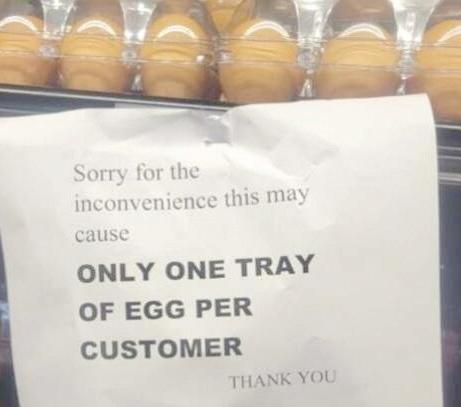 Sorry for the
inconvenience this may
cause
ONLY ONE TRAY
OF EGG PER
CUSTOMER
THANK YOU